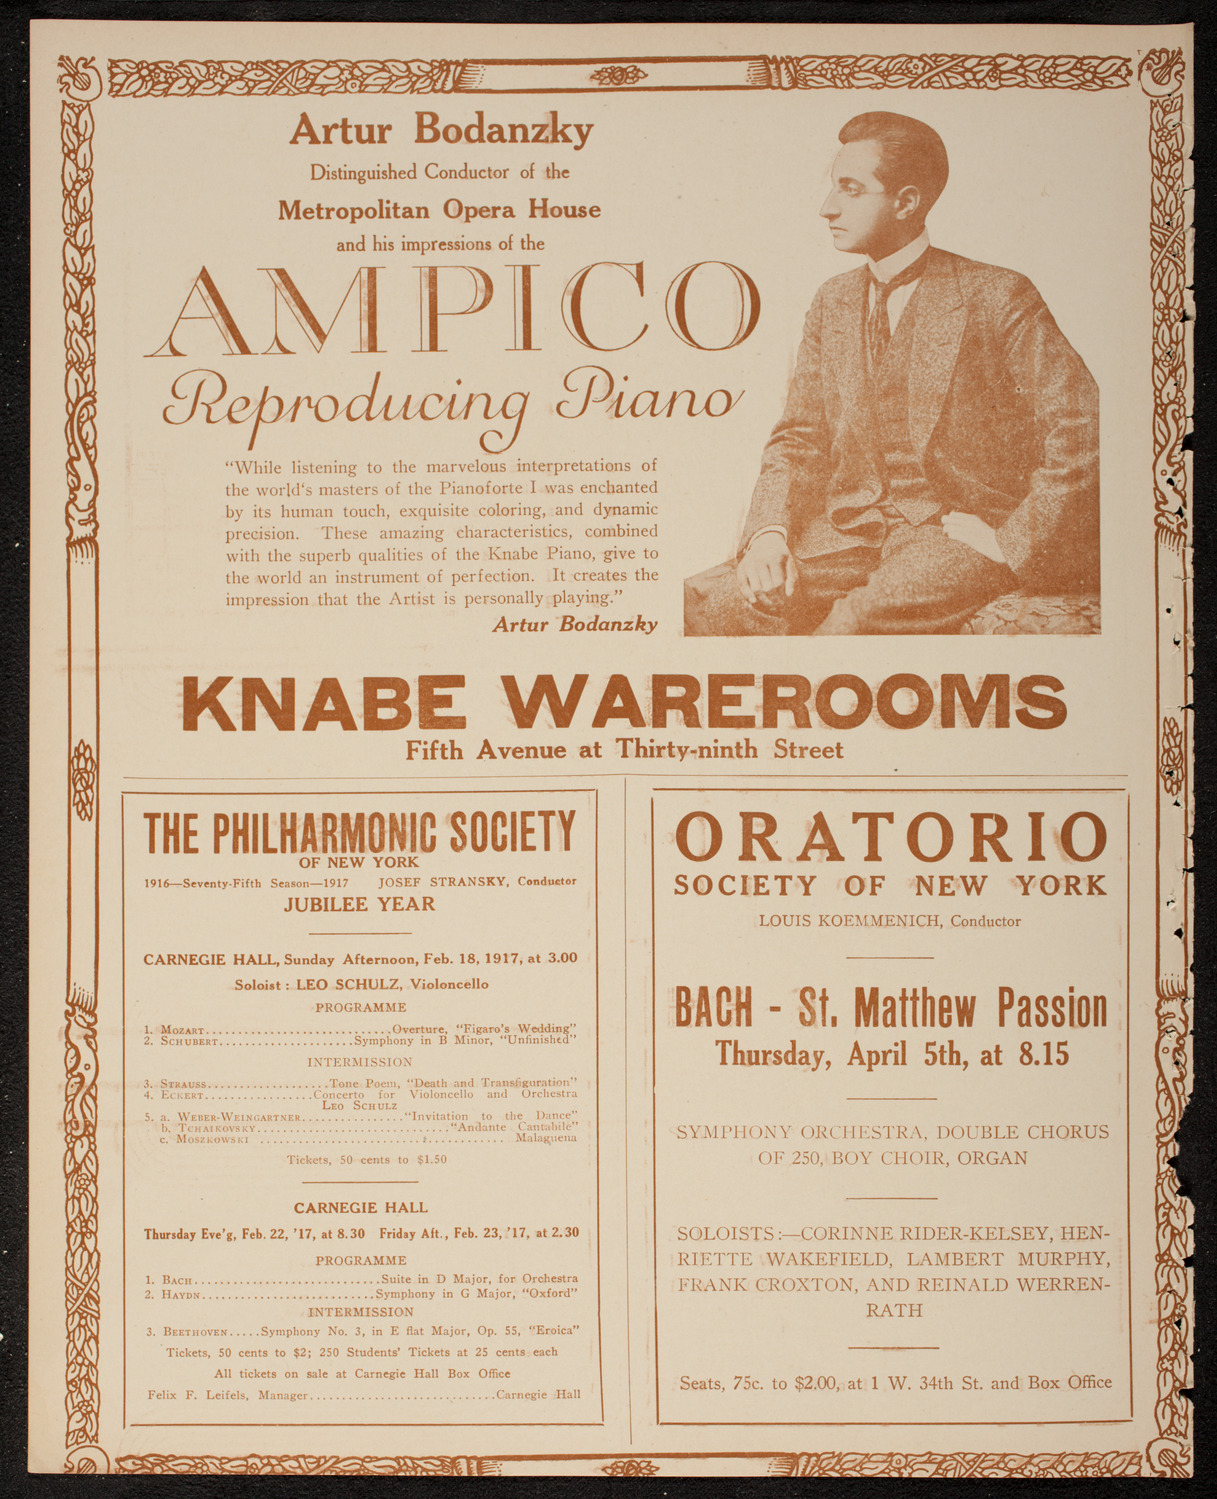 Artur Bodanzky
Distinguished Conductor of the
Metropolitan Opera House
and his impressions of the
AMPICO
Reproducing Piano
“While listening to the marvelous interpretations of
the world‘s masters of the Pianoforte I was enchanted
by its human touch, exquisite coloring, and dynamic
precision. These amazing characteristics, combined
with the superb qualities of the Knabe Piano, give to
the world an instrument of perfection. It creates the
impression that the Artist is personally playing.”
Artur Bodanzky
KNABE WAREROOMS
Fifth Avenue at Thirty-ninth Street
THE PHILHARMONIC SOCIETY
OF NEW YORK
1916—Seventy-Fifth Season—1917 JOSEF STRANSKY, Conductor
JUBILEE YEAR
CARNEGIE HALL, Sunday Afternoon, Feb. 18, 1917, at 3.00
Soloist : LEO SCHULZ, Violoncello
PROGRAMME
1. MOZART............................Overture, “Figaro's Wedding”
2. SCHUBERT....................Symphony in B Minor, “Unfinished”
INTERMISSION
3. STRAUSS..................Tone Poem, “Death and Transfiguration”
4. ECKERT................Concerto for Violoncello and Orchestra
LEO SCHULZ
5. a. WEBER-WEINGARTNER...............“Invitation to the Dance”
b. TCHAIKOVSKY............................“Andante Cantabile”
c. MOSZKOWSKI .................................... Malaguena
Tickets, 50 cents to $1.50
CARNEGIE HALL
Thursday Eve'g, Feb. 22, '17, at 8.30 Friday Aft., Feb. 23, '17, at 2.30
PROGRAMME
1. BACH............................Suite in D Major, for Orchestra
2. HAYDN..........................Symphony in G Major, “Oxford”
INTERMISSION
3. BEETHOVEN.....Symphony No. 3, in E flat Major, Op. 55, “Eroica”
Tickets, 50 cents to $2; 250 Students' Tickets at 25 cents each
All tickets on sale at Carnegie Hall Box Office
Felix F. Leifels, Manager............................Carnegie Hall
ORATORIO
SOCIETY OF NEW YORK
LOUIS KOEMMENICH, Conductor
BACH - St. Matthew Passion
Thursday, April 5th, at 8.15
SYMPHONY ORCHESTRA, DOUBLE CHORUS
OF 250, BOY CHOIR, ORGAN
SOLOISTS:—CORINNE RIDER-KELSEY, HEN-
RIETTE WAKEFIELD, LAMBERT MURPHY,
FRANK CROXTON, AND REINALD WERREN-
RATH
Seats, 75c. to $2.00, at 1 W. 34th St. and Box Office